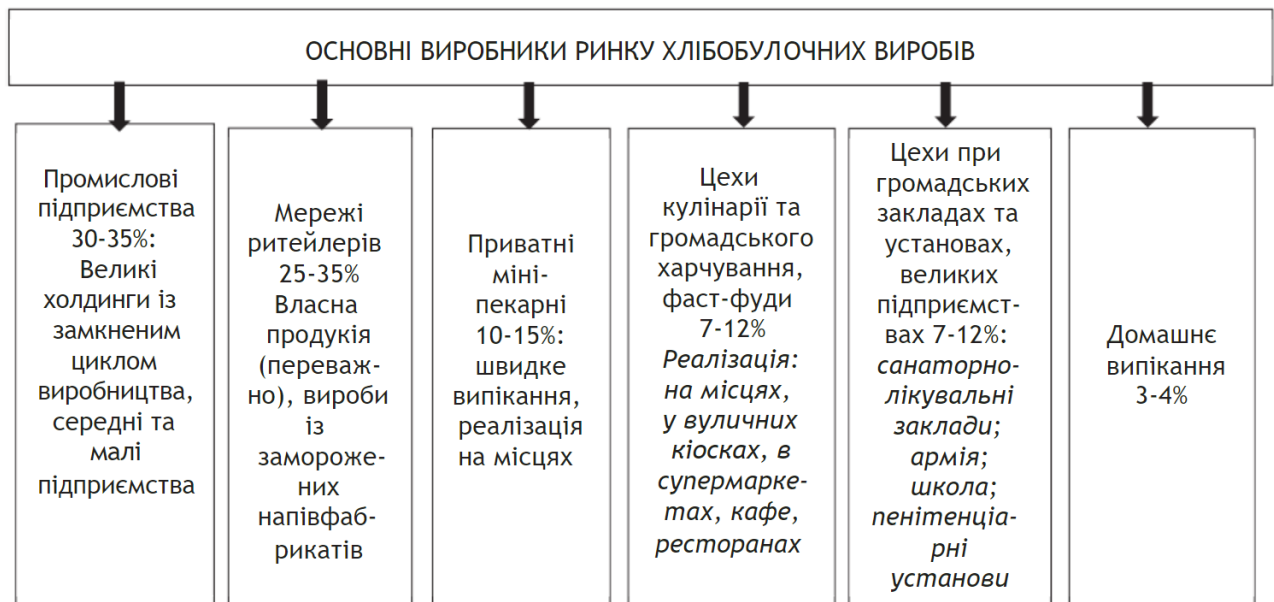 ОСНОВНІ ВИРОБНИКИ РИНКУ ХЛІБОБУЛОЧНИХ ВИРОБІВ
Промислові
підприємства
30-35%:
Великі
холдинги із
замкненим
циклом
виробництва,
середні та
малі
підприємства
Мережі
ритейлерів
25-35%
Власна
продукія
(переваж-
но), вироби
із
замороже-
них
напівфаб-
рикатів
Приватні
міні-
пекарні
10-15%:
швидке
випікання,
реалізація
на місцях
Цехи
кулінарії та
громадського
харчування,
фаст-фуди
7-12%
Реалізація:
на місцях,
у вуличних
кіосках, в
супермарке-
тах, кафе,
ресторанах
Цехи при
громадських
закладах та
установах,
великих
підприємст-
вах 7-12%:
санаторно-
лікувальні
заклади;
армія;
школа;
пенітенціа-
рні
установи
Домашнє
випікання
3-4%